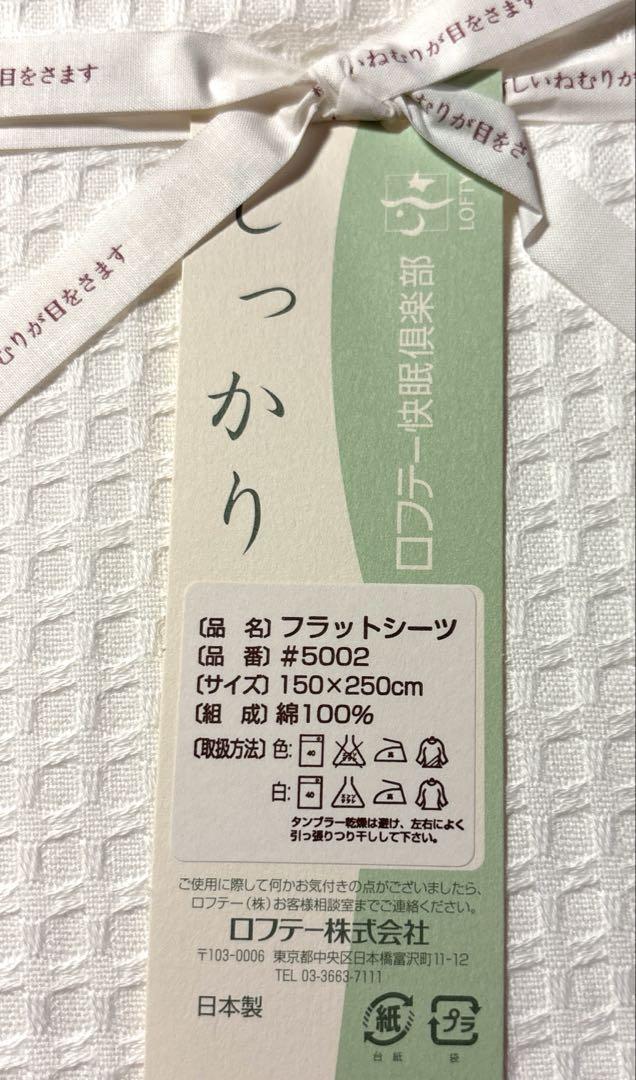 目をさます
いねむりが目をさます
しいねむりが
むりが目をさ
むりが目をさます
しっかり
LOFTY
ロフテー快眠倶楽部
〔品 名〕フラットシーツ
〔品 番〕#5002
〔サイズ〕150×250cm
〔組 成〕綿100%
〔取扱方法〕色: 40
白: 40
タンブラー乾燥は避け、左右によく
引っ張りつり干しして下さい。
ご使用に際して何かお気付きの点がございましたら、
ロフテー(株)お客様相談室までご連絡ください。
ロフテー株式会社
〒103-0006 東京都中央区日本橋富沢町11-12
TEL 03-3663-7111
日本製
紙 プラ
台紙 袋